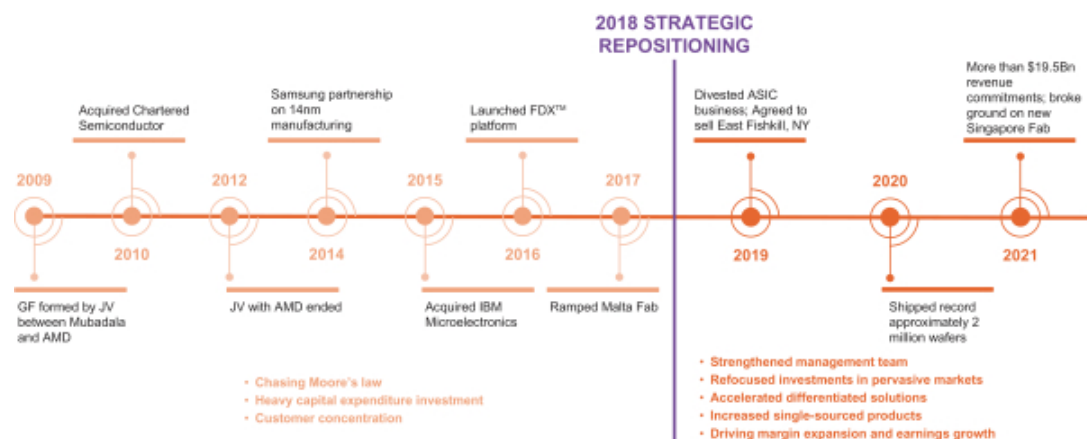 2018 STRATEGIC
REPOSITIONING
Acquired Chartered
Semiconductor
Samsung partnership
on 14nm
manufacturing
Launched FDX™
platform
Divested ASIC
business; Agreed to
sell East Fishkill, NY
More than $19.5Bn
revenue
commitments; broke
ground on new
Singapore Fab
2009
2012
2015
2017
2020
2010
2014
2016
2019
2021
GF formed by JV
between Mubadala
and AMD
JV with AMD ended
Acquired IBM
Microelectronics
Ramped Malta Fab
Shipped record
approximately 2
million wafers
• Chasing Moore's law
• Heavy capital expenditure investment
• Customer concentration
• Strengthened management team
• Refocused investments in pervasive markets
• Accelerated differentiated solutions
• Increased single-sourced products
• Driving margin expansion and earnings growth